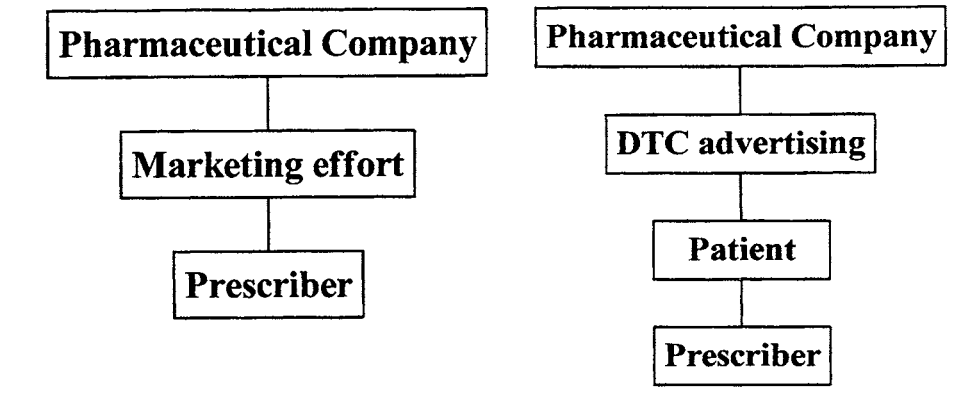 Pharmaceutical Company
Marketing effort
Prescriber
Pharmaceutical Company
DTC advertising
Patient
Prescriber